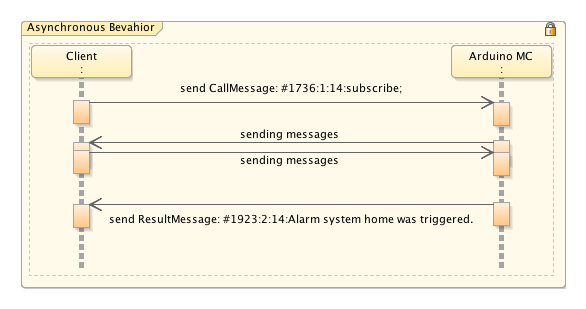 Asynchronous Bevahior
Client
:
Arduino MC
:
send CallMessage: #1736:1:14:subscribe;
sending messages
sending messages
send ResultMessage: #1923:2:14:Alarm system home was triggered.